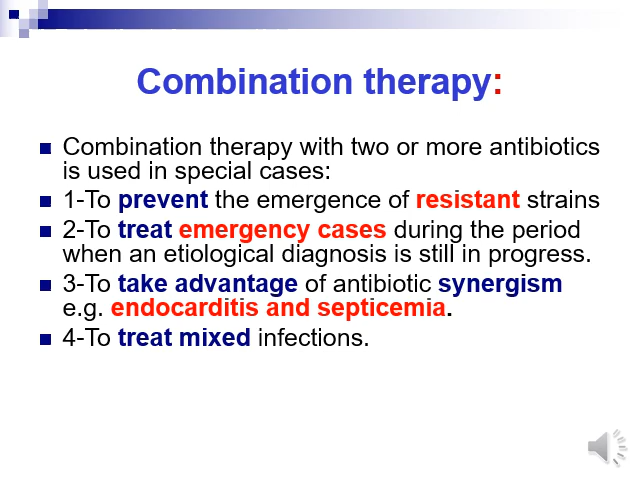 Combination therapy:
Combination therapy with two or more antibiotics
is used in special cases:
1-To prevent the emergence of resistant strains
2-To treat emergency cases during the period
when an etiological diagnosis is still in progress.
3-To take advantage of antibiotic synergism
e.g. endocarditis and septicemia.
4-To treat mixed infections.